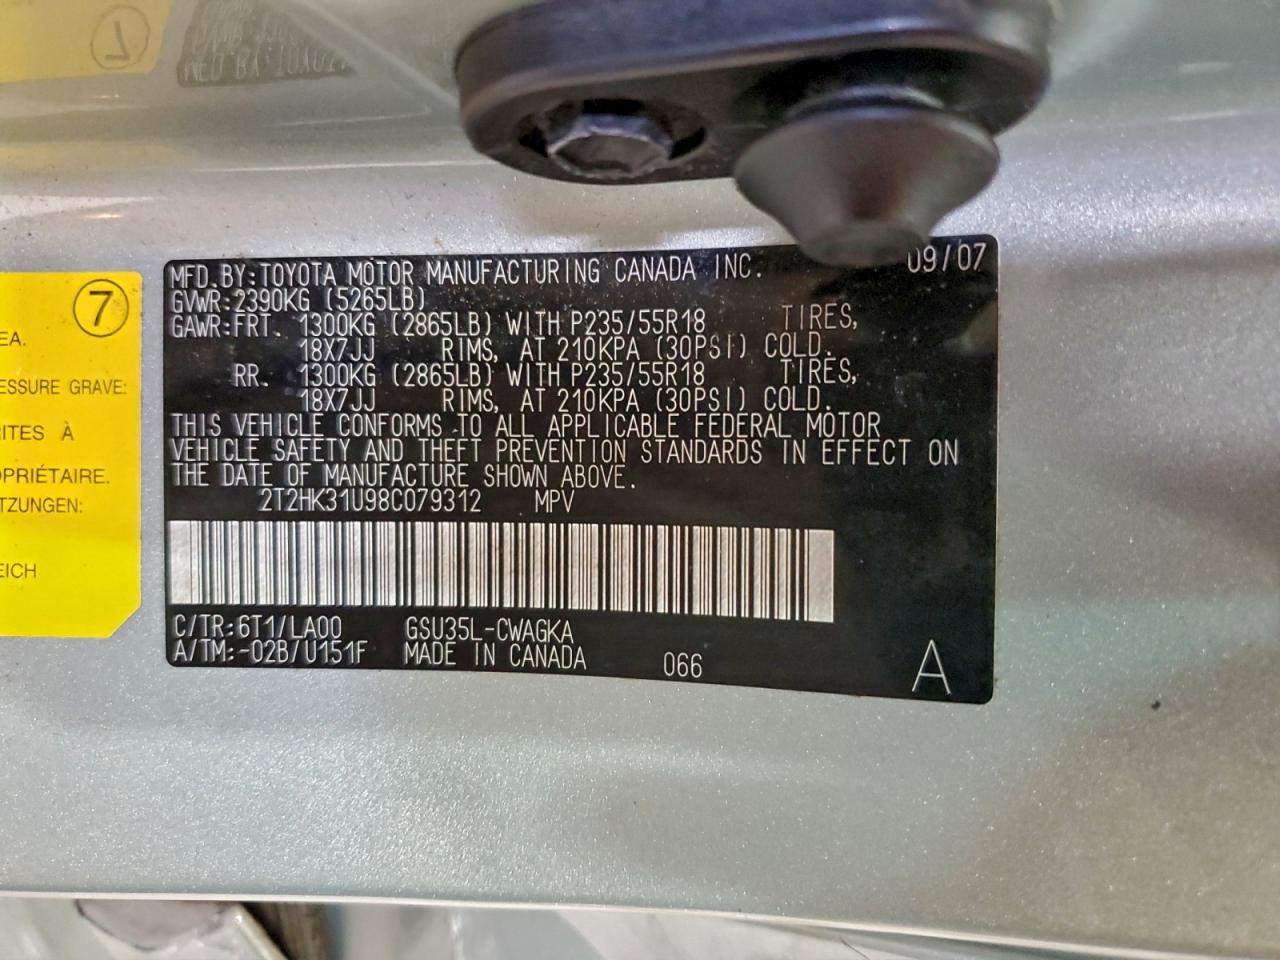 MFD. BY: TOYOTA MOTOR MANUFACTURING CANADA INC. 09/07
GVWR: 2390KG (5265LB)
GAWR: FRT. 1300KG (2865LB) WITH P235/55R18 TIRES,
18X7JJ RIMS, AT 210KPA (30PSI) COLD.
RR. 1300KG (2865LB) WITH P235/55R18 TIRES,
18X7JJ RIMS, AT 210KPA (30PSI) COLD.
THIS VEHICLE CONFORMS TO ALL APPLICABLE FEDERAL MOTOR
VEHICLE SAFETY AND THEFT PREVENTION STANDARDS IN EFFECT ON
THE DATE OF MANUFACTURE SHOWN ABOVE.
2T2HK31U98C079312 MPV
C/TR: 6T1/LA00 GSU35L-CWAGKA
A/TM: -02B/U151F MADE IN CANADA 066 A
7
EA.
ESSURE GRAVE:
RITES À
OPRIÉTAIRE.
TZUNGEN:
EICH